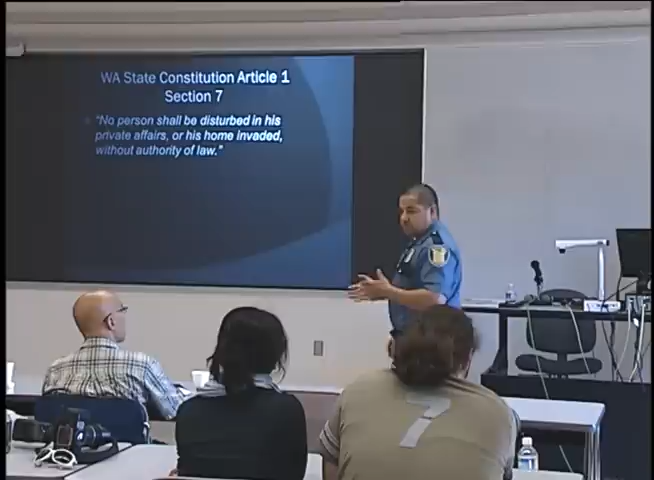 WA State Constitution Article 1
Section 7
"No person shall be disturbed in his
private affairs, or his home invaded,
without authority of law."
7